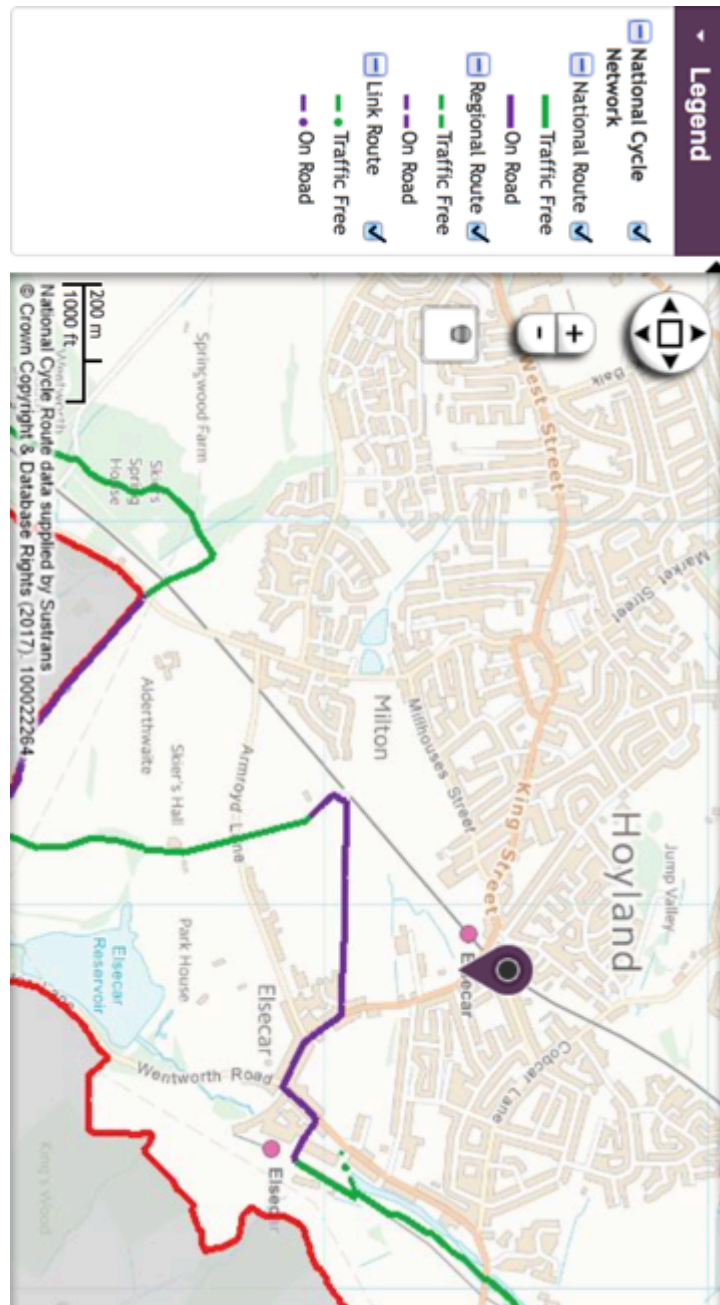 Legend
National Cycle
Network
National Route
Traffic Free
On Road
Regional Route
Traffic Free
On Road
Link Route
Traffic Free
On Road
+
-
West Street
Balk
Market Street
King Street
Hoyland
Jump Valley
Springwood Farm
Skier's
Spring
House
Wentworth
Milton
Millhouses Street
Alderthwaite
Skier's Hall
Armroyd Lane
Elsecar
Cobcar Lane
Park House
Elsecar
Elsecar
Reservoir
Lane
Wentworth Road
Elsecar
King's Wood
200 m
1000 ft
National Cycle Route data supplied by Sustrans
© Crown Copyright & Database Rights (2017). 100022264